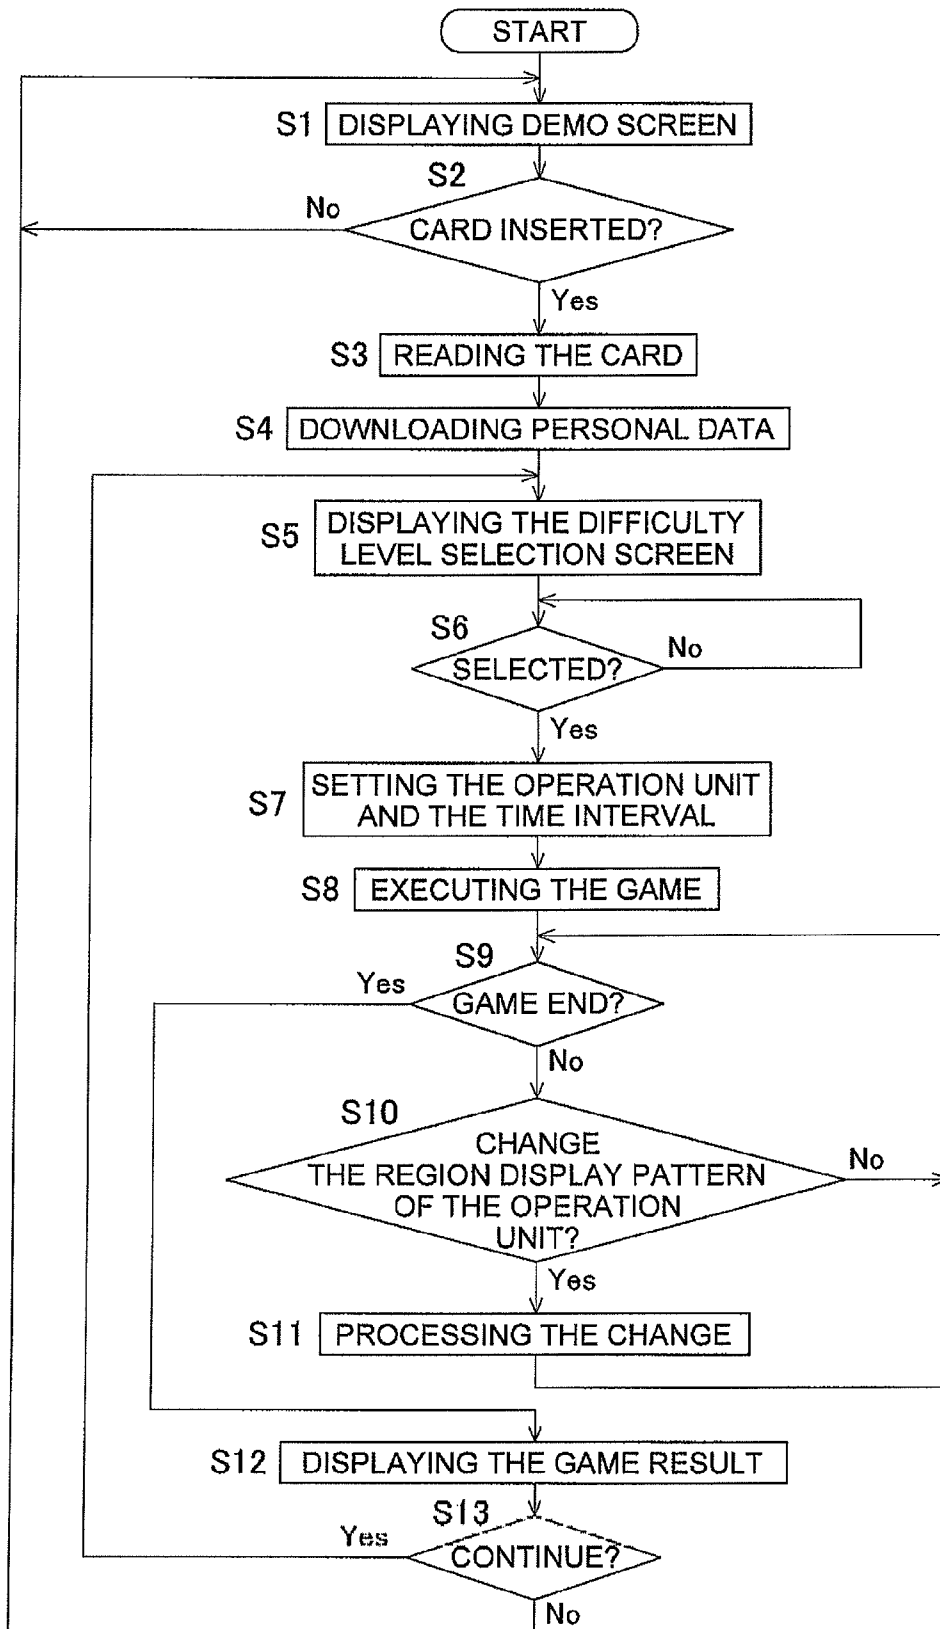 START
S1 DISPLAYING DEMO SCREEN
S2
No
CARD INSERTED?
Yes
S3 READING THE CARD
S4 DOWNLOADING PERSONAL DATA
S5
DISPLAYING THE DIFFICULTY
LEVEL SELECTION SCREEN
S6
SELECTED?
No
Yes
S7
SETTING THE OPERATION UNIT
AND THE TIME INTERVAL
S8 EXECUTING THE GAME
S9
Yes
GAME END?
No
S10
CHANGE
THE REGION DISPLAY PATTERN
OF THE OPERATION
UNIT?
No
Yes
S11 PROCESSING THE CHANGE
S12 DISPLAYING THE GAME RESULT
S13
Yes
CONTINUE?
No